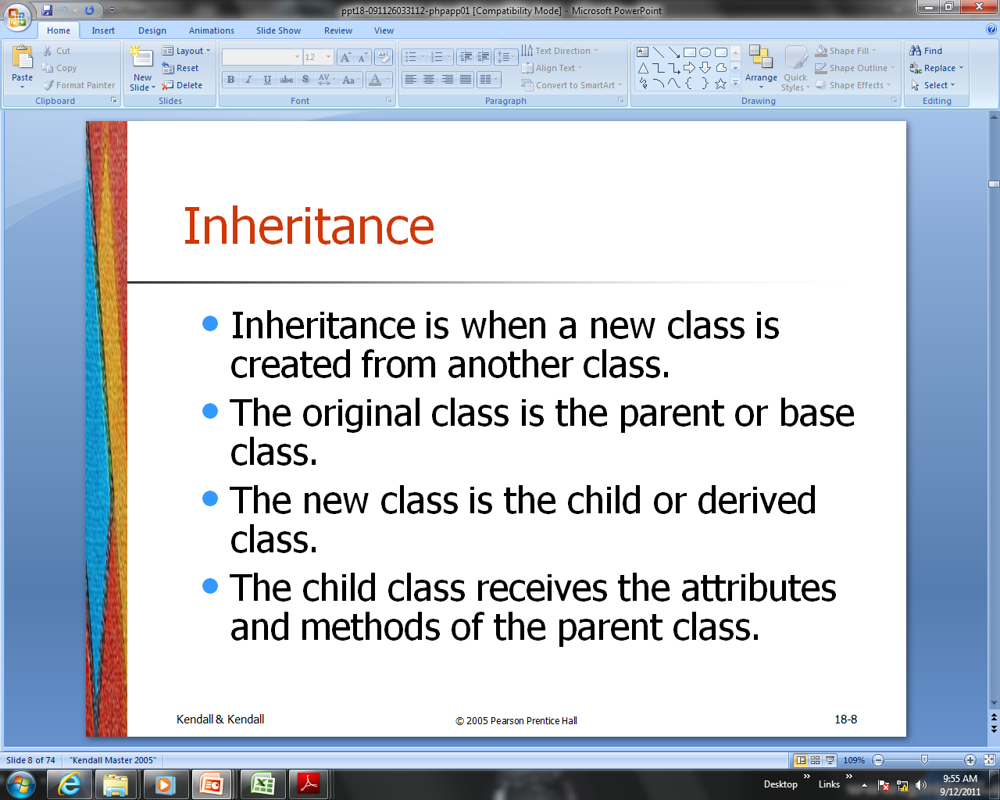 ppt18-091126033112-phpapp01 [Compatibility Mode] - Microsoft PowerPoint
Home Insert Design Animations Slide Show Review View
Paste
Cut
Copy
Format Painter
Clipboard
New Slide
Layout
Reset
Delete
Slides
12
B I U abc S AV Aa A
Font
Text Direction
Align Text
Convert to SmartArt
Paragraph
Arrange
Quick Styles
Shape Fill
Shape Outline
Shape Effects
Drawing
Find
Replace
Select
Editing
Inheritance
Inheritance is when a new class is
created from another class.
The original class is the parent or base
class.
The new class is the child or derived
class.
The child class receives the attributes
and methods of the parent class.
Kendall & Kendall © 2005 Pearson Prentice Hall 18-8
Slide 8 of 74 "Kendall Master 2005" 109%
Desktop Links 9:55 AM
9/12/2011